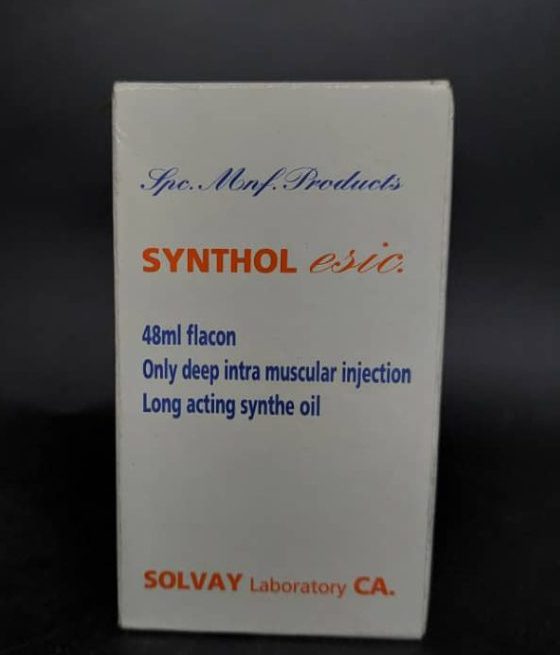 Spc. Mnf. Products
SYNTHOL esic.
48ml flacon
Only deep intra muscular injection
Long acting synthe oil
SOLVAY Laboratory CA.